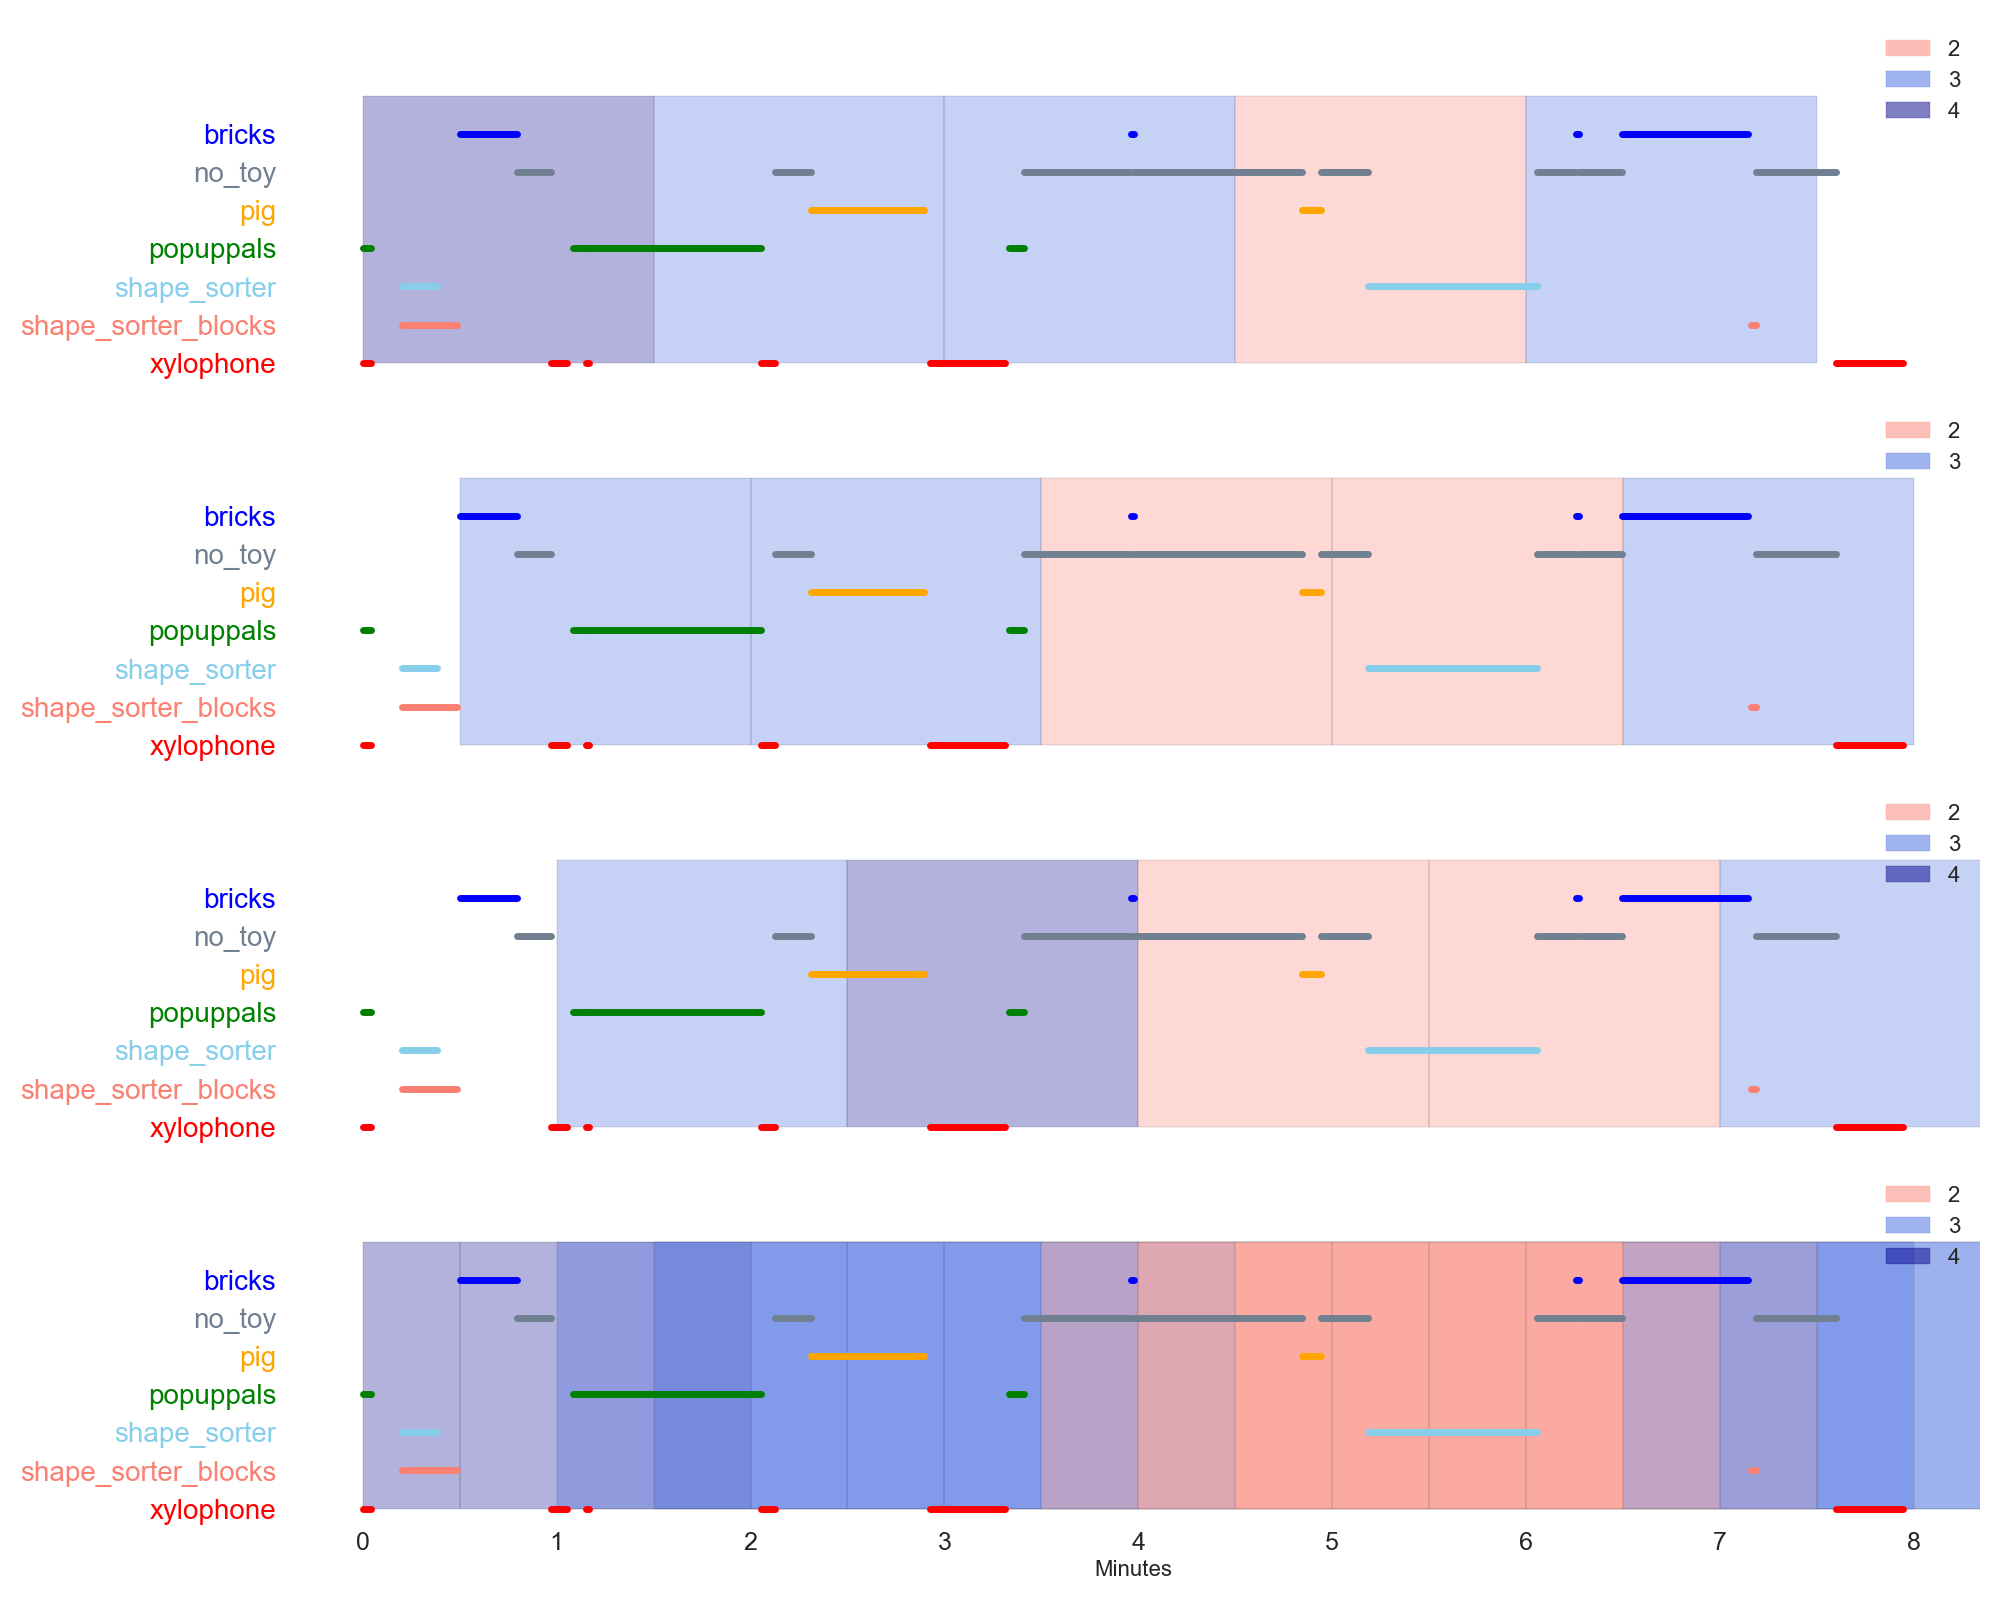 2
3
4
bricks
no_toy
pig
popuppals
shape_sorter
shape_sorter_blocks
xylophone
2
3
bricks
no_toy
pig
popuppals
shape_sorter
shape_sorter_blocks
xylophone
2
3
4
bricks
no_toy
pig
popuppals
shape_sorter
shape_sorter_blocks
xylophone
2
3
4
bricks
no_toy
pig
popuppals
shape_sorter
shape_sorter_blocks
xylophone
0 1 2 3 4 5 6 7 8
Minutes